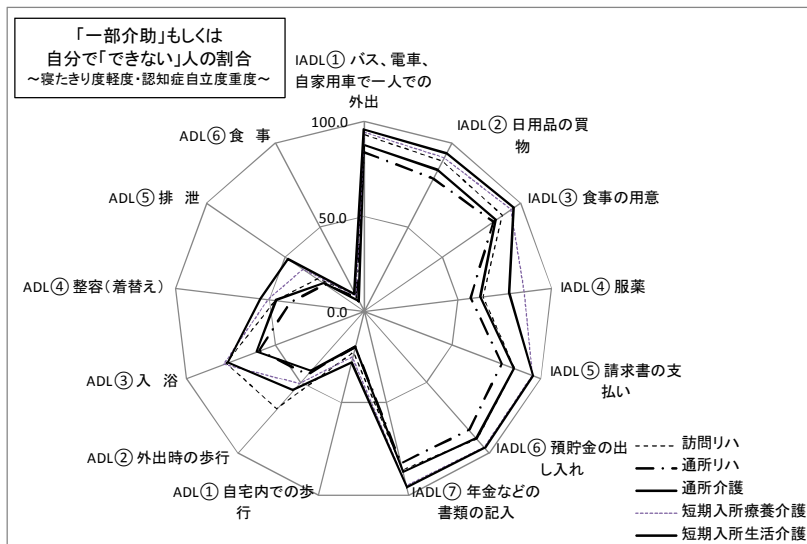 「一部介助」もしくは
自分で「できない」人の割合
～寝たきり度軽度・認知症自立度重度～
IADL① バス、電車、
自家用車で一人での
外出
IADL② 日用品の買
物
IADL③ 食事の用意
IADL④ 服薬
IADL⑤ 請求書の支
払い
IADL⑥ 預貯金の出
し入れ
IADL⑦ 年金などの
書類の記入
ADL① 自宅内での歩
行
ADL② 外出時の歩行
ADL③ 入　浴
ADL④ 整容（着替え）
ADL⑤ 排　泄
ADL⑥ 食　事
100.0
50.0
0.0
訪問リハ
通所リハ
通所介護
短期入所療養介護
短期入所生活介護